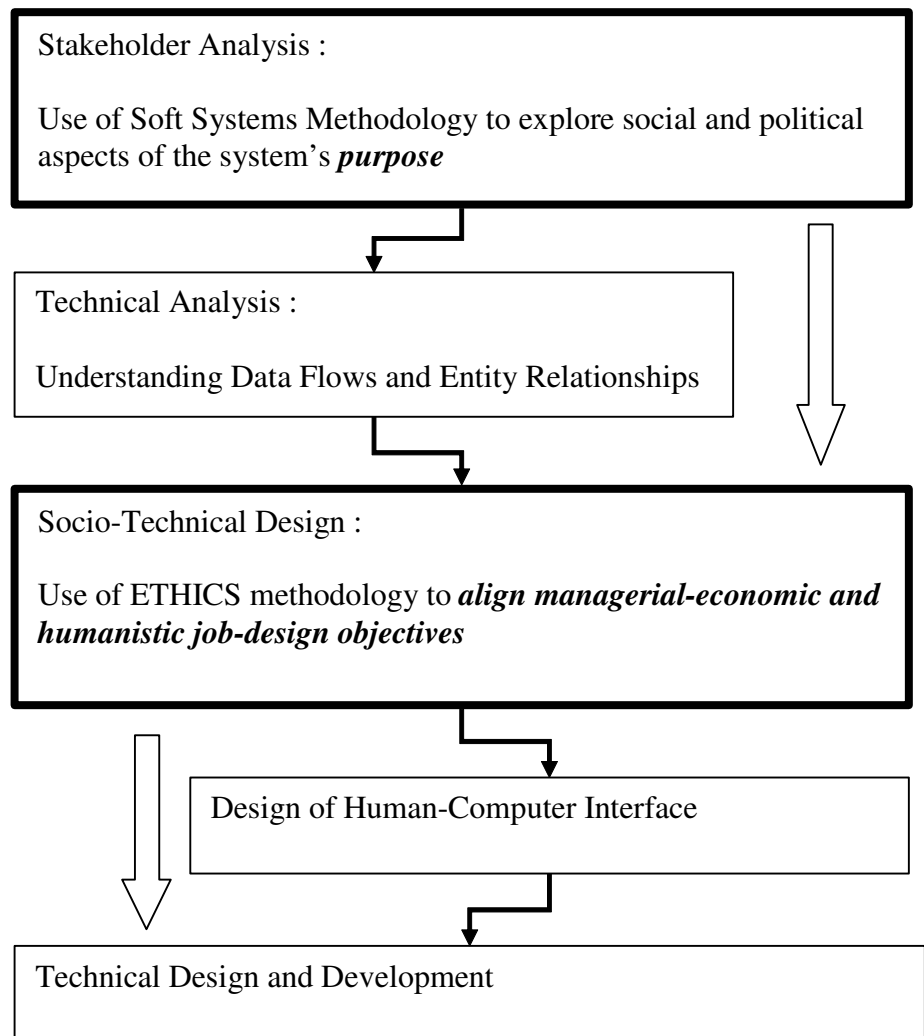 Stakeholder Analysis :
Use of Soft Systems Methodology to explore social and political
aspects of the system’s purpose
Technical Analysis :
Understanding Data Flows and Entity Relationships
Socio-Technical Design :
Use of ETHICS methodology to align managerial-economic and
humanistic job-design objectives
Design of Human-Computer Interface
Technical Design and Development